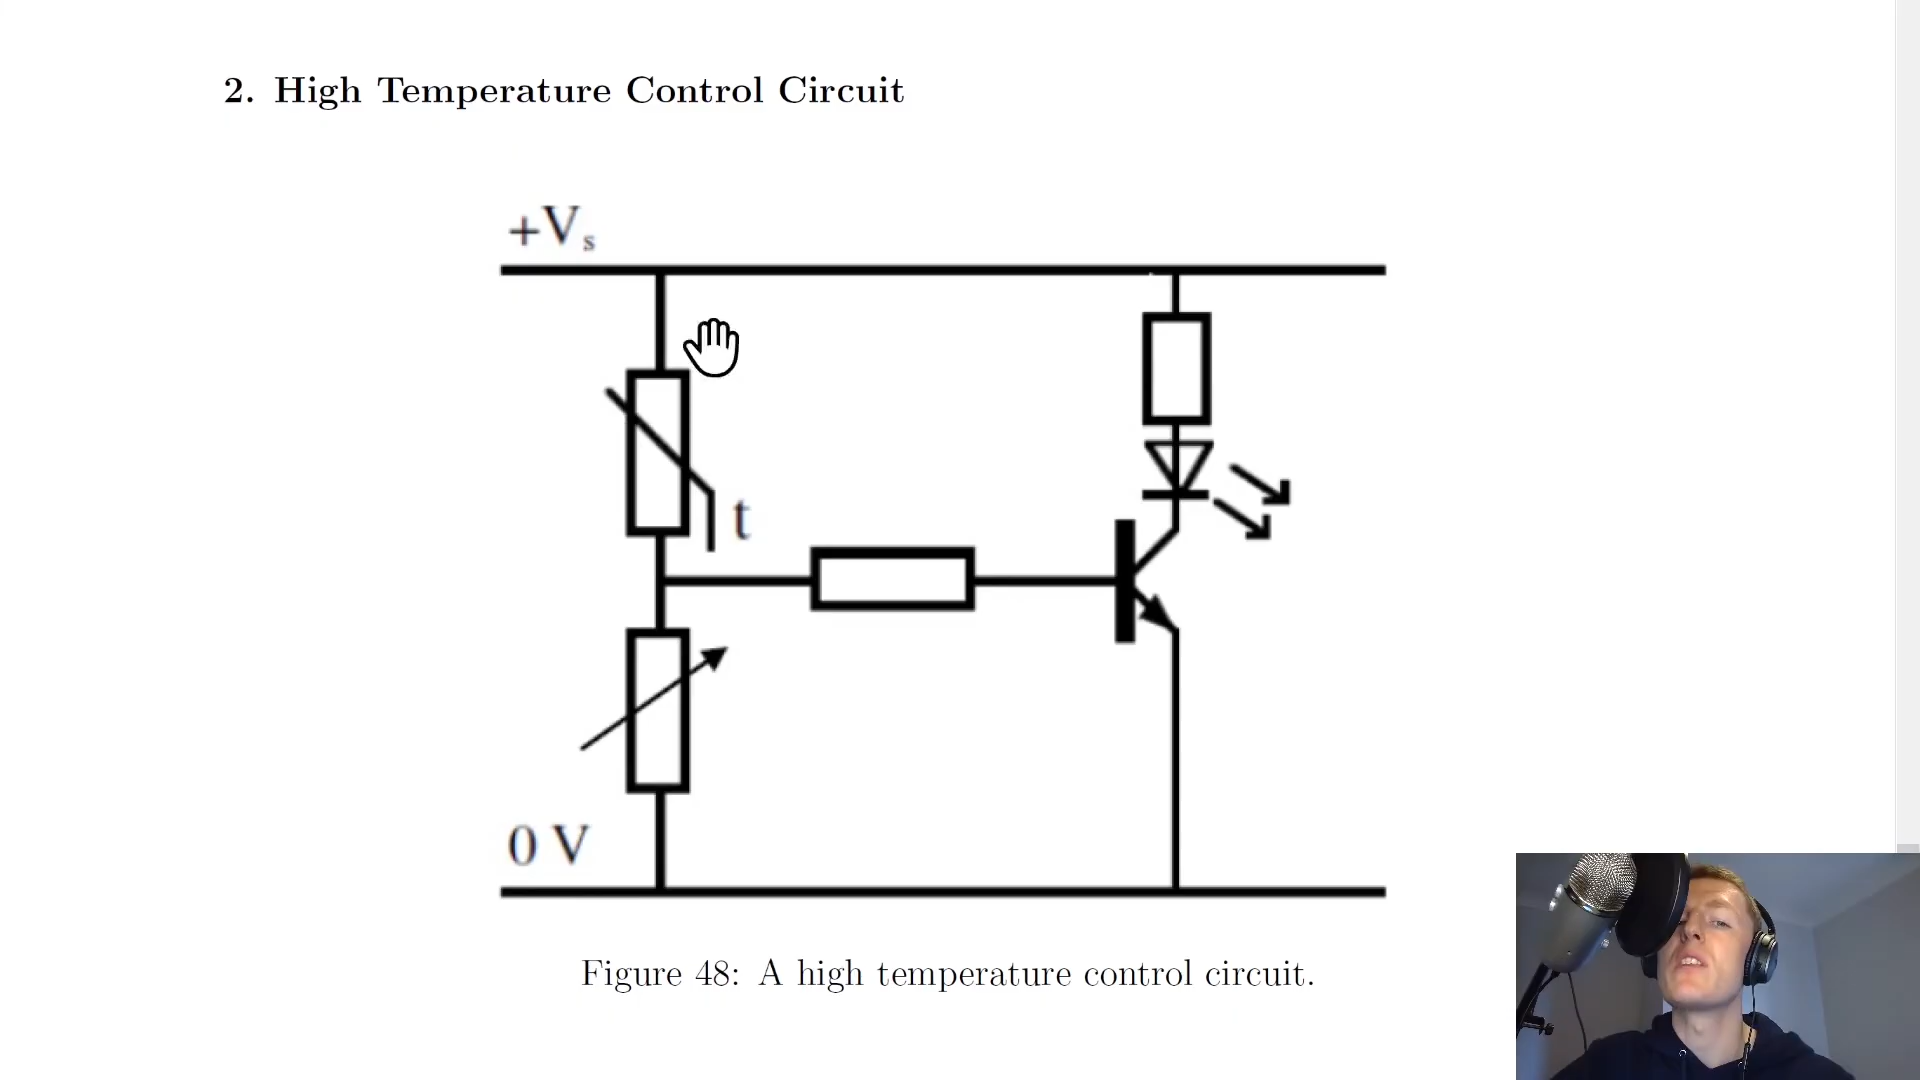 2. High Temperature Control Circuit
+Vs
t
0 V
Figure 48: A high temperature control circuit.